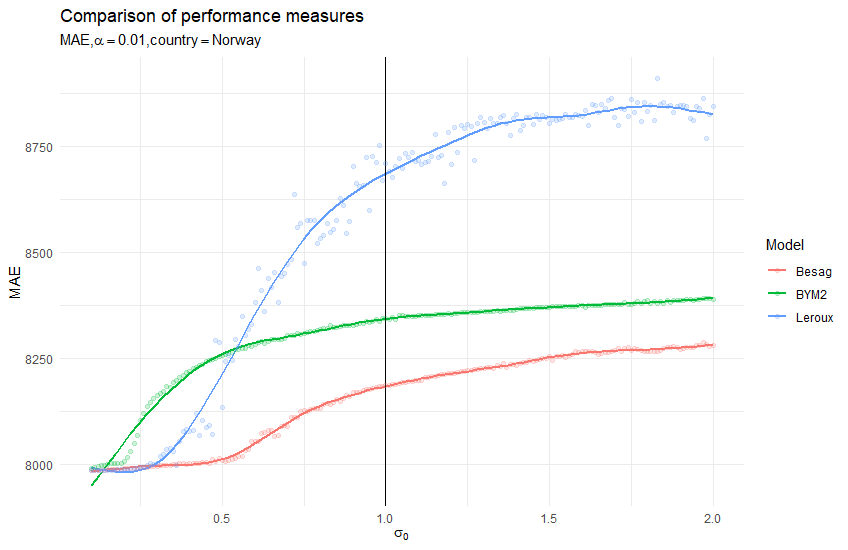 Comparison of performance measures
MAE,α = 0.01,country = Norway
MAE
8750
8500
8250
8000
0.5
1.0
1.5
2.0
σ₀
Model
Besag
BYM2
Leroux